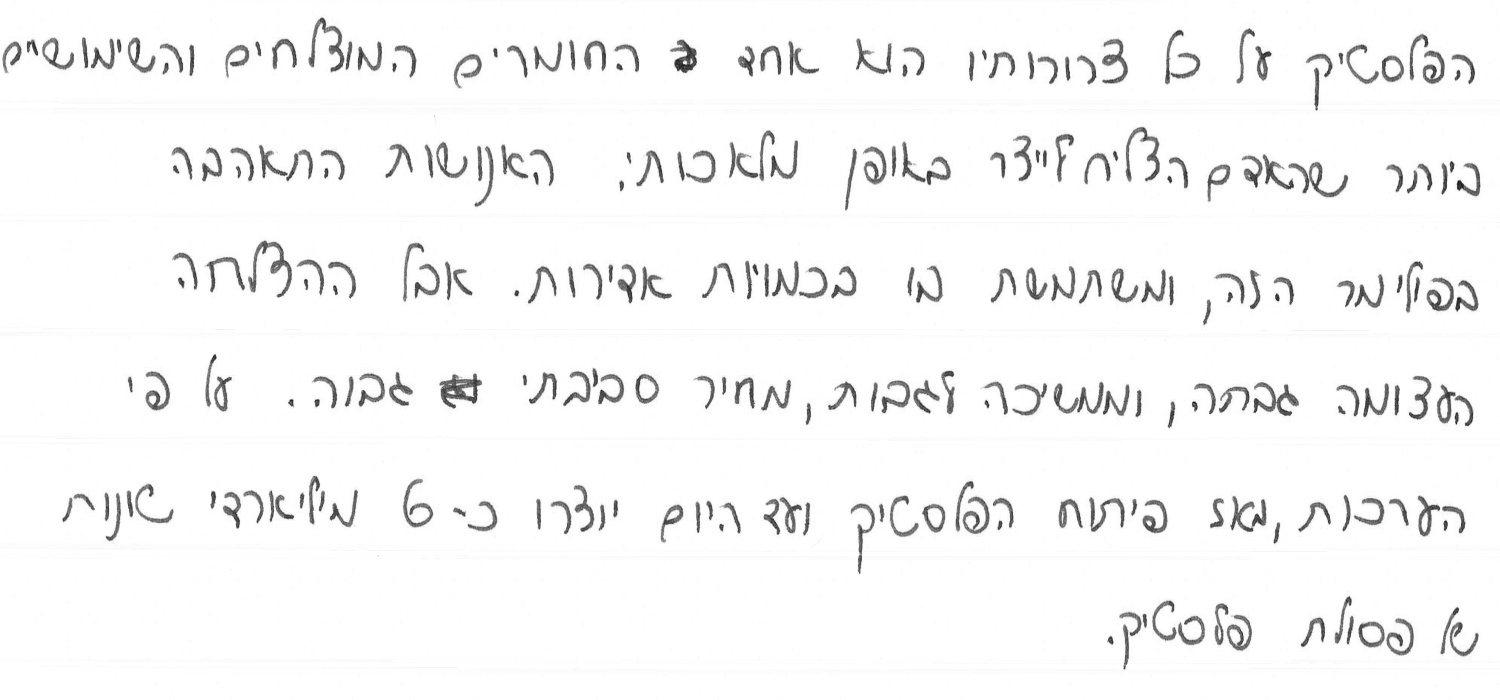 הפלסטיק על כל צרורותיו הוא אחד החומרים המוצלחים והשימושיים
ביותר שהאדם הצליח לייצר באופן מלאכותי. האנושות התאהבה
בפולימר הזה, ומשתמשת בו בכמויות אדירות. אבל ההצלחה
העצומה גבתה, וממשיכה לגבות, מחיר סביבתי גבוה. על פי
הערכות, מאז פיתוח הפלסטיק ועד היום יוצרו כ-6 מיליארדי טונות
של פסולת פלסטיק.